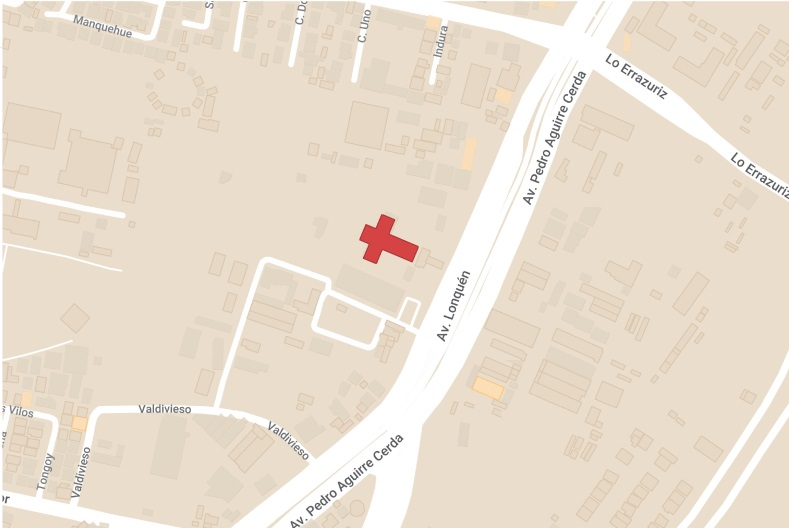 Manquehue
S
C. Do
C. Uno
Indura
Lo Errazuriz
Lo Errazuriz
Av. Pedro Aguirre Cerda
Av. Lonquén
Valdivieso
s Vilos
Valdivieso
Valdivieso
Tongoy
Av. Pedro Aguirre Cerda
or